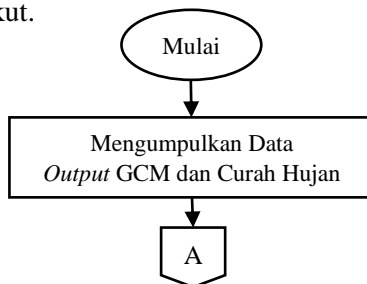 kut.
Mulai
Mengumpulkan Data
Output GCM dan Curah Hujan
A